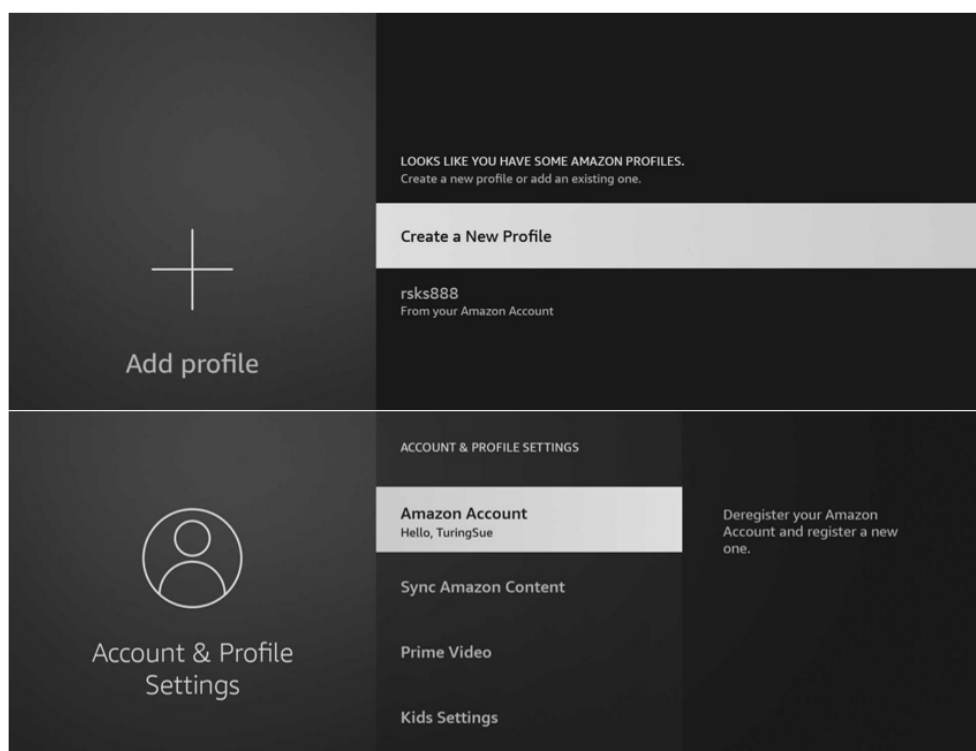 LOOKS LIKE YOU HAVE SOME AMAZON PROFILES.
Create a new profile or add an existing one.
Create a New Profile
rsks888
From your Amazon Account
Add profile
ACCOUNT & PROFILE SETTINGS
Amazon Account
Hello, TuringSue
Sync Amazon Content
Prime Video
Kids Settings
Deregister your Amazon
Account and register a new
one.
Account & Profile
Settings